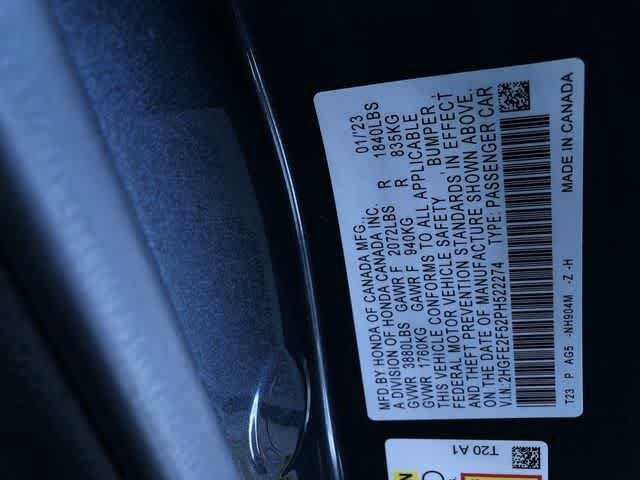 MFD.BY HONDA OF CANADA MFG., 01/'23
A DIVISION OF HONDA CANADA INC.
GVWR 3880LBS GAWR F 2072LBS R 1840LBS
GVWR 1760KG GAWR F 940KG R 835KG
THIS VEHICLE CONFORMS TO ALL APPLICABLE
FEDERAL MOTOR VEHICLE SAFETY, BUMPER,
AND THEFT PREVENTION STANDARDS IN EFFECT
ON THE DATE OF MANUFACTURE SHOWN ABOVE.
V.I.N.:2HGFE2F52PH522274 TYPE: PASSENGER CAR
T23 P AG5 -NH904M -Z -H MADE IN CANADA
T20 A1